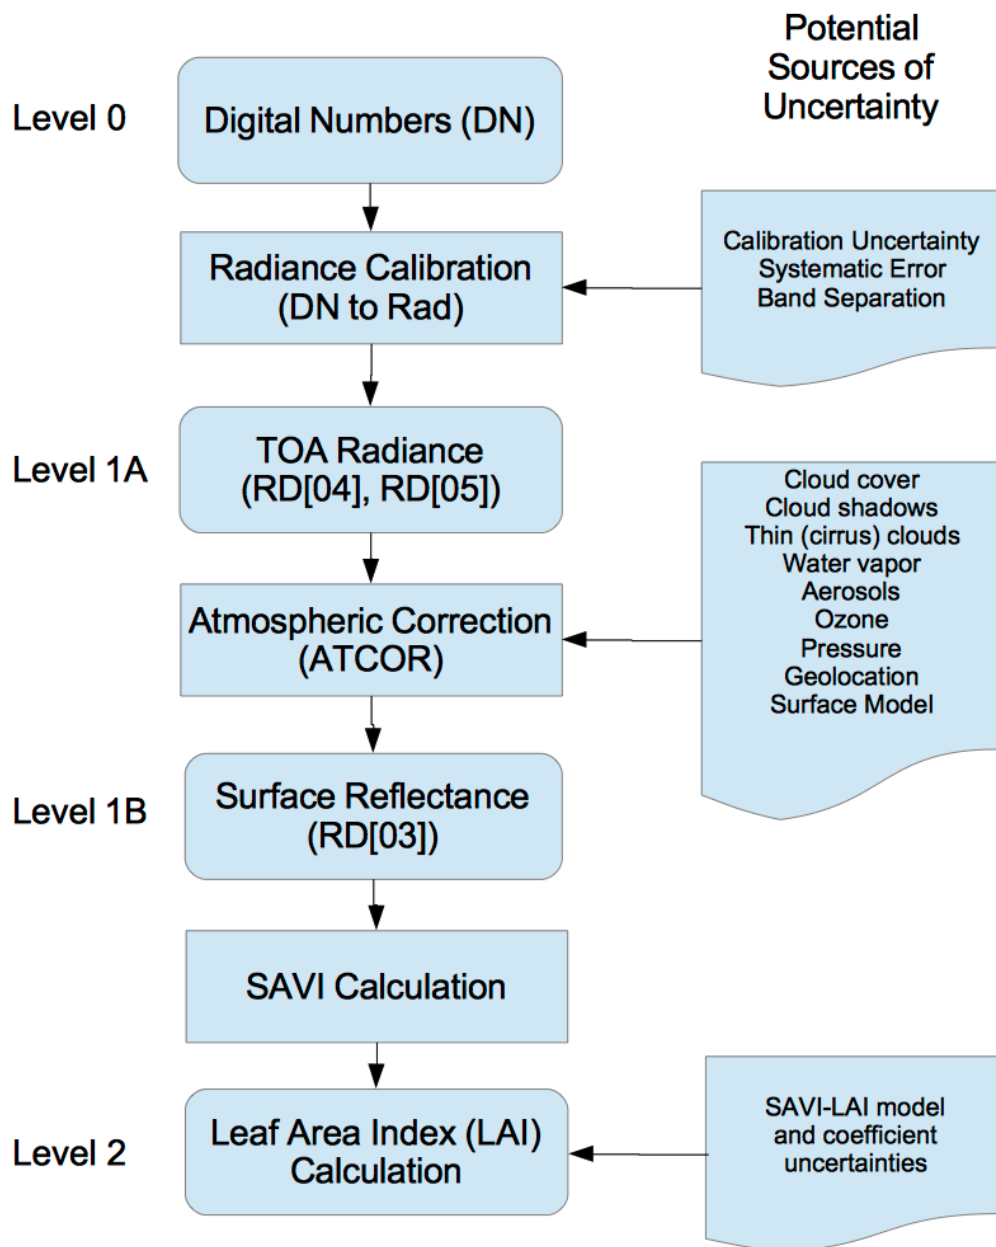 Potential
Sources of
Uncertainty
Level 0
Digital Numbers (DN)
Radiance Calibration
(DN to Rad)
Calibration Uncertainty
Systematic Error
Band Separation
Level 1A
TOA Radiance
(RD[04], RD[05])
Atmospheric Correction
(ATCOR)
Cloud cover
Cloud shadows
Thin (cirrus) clouds
Water vapor
Aerosols
Ozone
Pressure
Geolocation
Surface Model
Level 1B
Surface Reflectance
(RD[03])
SAVI Calculation
Level 2
Leaf Area Index (LAI)
Calculation
SAVI-LAI model
and coefficient
uncertainties